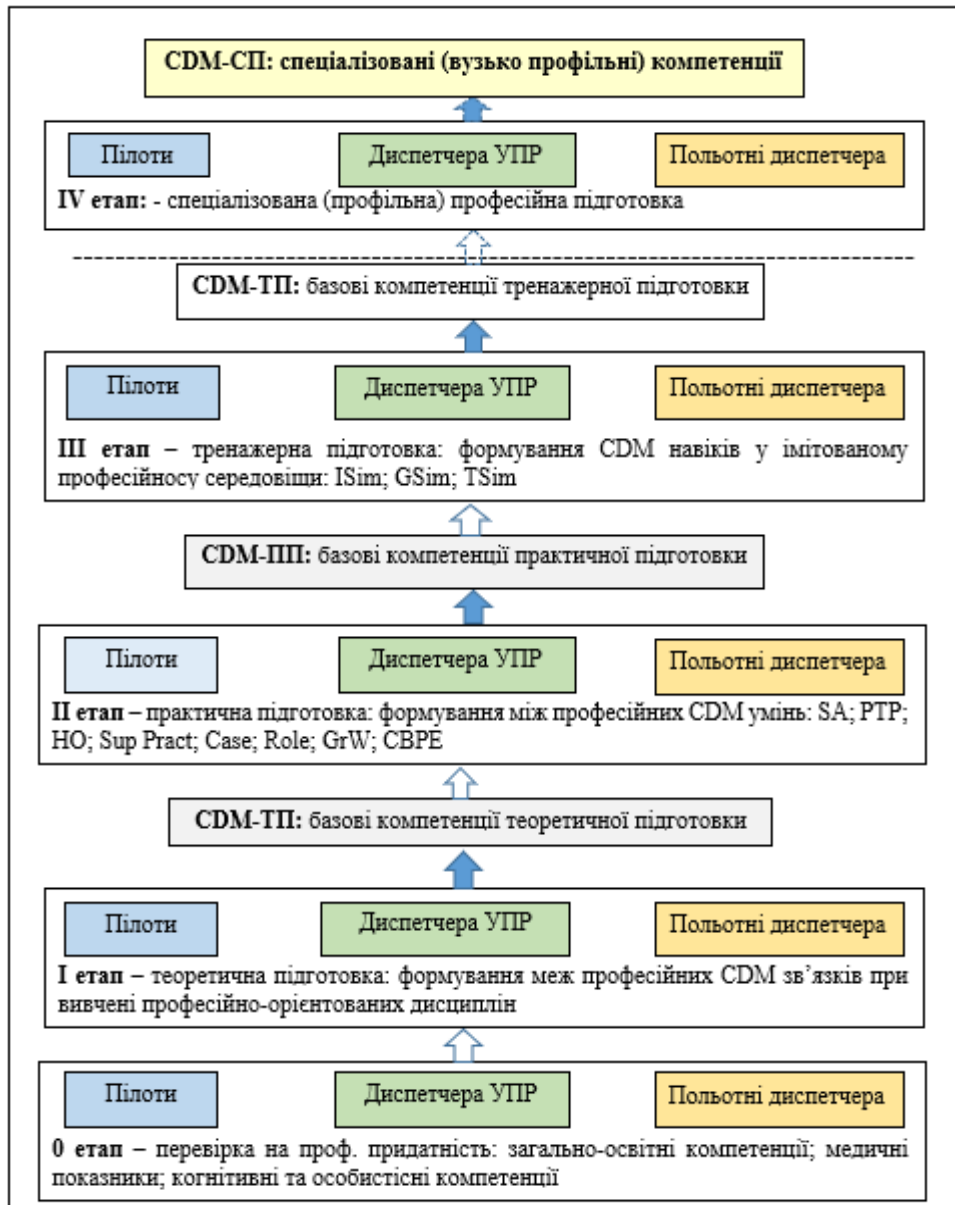 CDM-СП: спеціалізовані (вузько профільні) компетенції
Пілоти
Диспетчера УПР
Польотні диспетчера
IV етап: - спеціалізована (профільна) професійна підготовка
CDM-ТП: базові компетенції тренажерної підготовки
Пілоти
Диспетчера УПР
Польотні диспетчера
III етап – тренажерна підготовка: формування CDM навіків у імітованому
професійносу середовіщи: ISim; GSim; TSim
CDM-ПП: базові компетенції практичної підготовки
Пілоти
Диспетчера УПР
Польотні диспетчера
II етап – практична підготовка: формування між професійних CDM умінь: SA; PTP;
HO; Sup Pract; Case; Role; GrW; CBPE
CDM-ТП: базові компетенції теоретичної підготовки
Пілоти
Диспетчера УПР
Польотні диспетчера
I етап – теоретична підготовка: формування меж професійних CDM зв’язків при
вивчені професійно-орієнтованих дисциплін
Пілоти
Диспетчера УПР
Польотні диспетчера
0 етап – перевірка на проф. придатність: загально-освітні компетенції; медичні
показники; когнітивні та особистісні компетенції